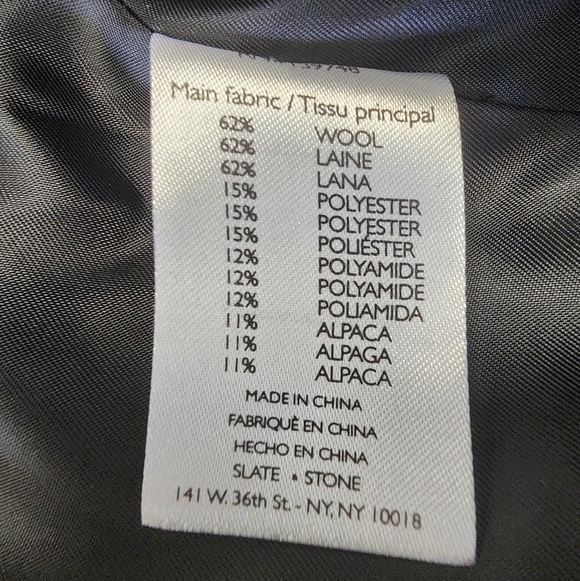 Main fabric / Tissu principal
62% WOOL
62% LAINE
62% LANA
15% POLYESTER
15% POLYESTER
15% POLIÉSTER
12% POLYAMIDE
12% POLYAMIDE
12% POLIAMIDA
11% ALPACA
11% ALPAGA
11% ALPACA
MADE IN CHINA
FABRIQUÈ EN CHINA
HECHO EN CHINA
SLATE • STONE
141 W. 36th St. - NY, NY 10018